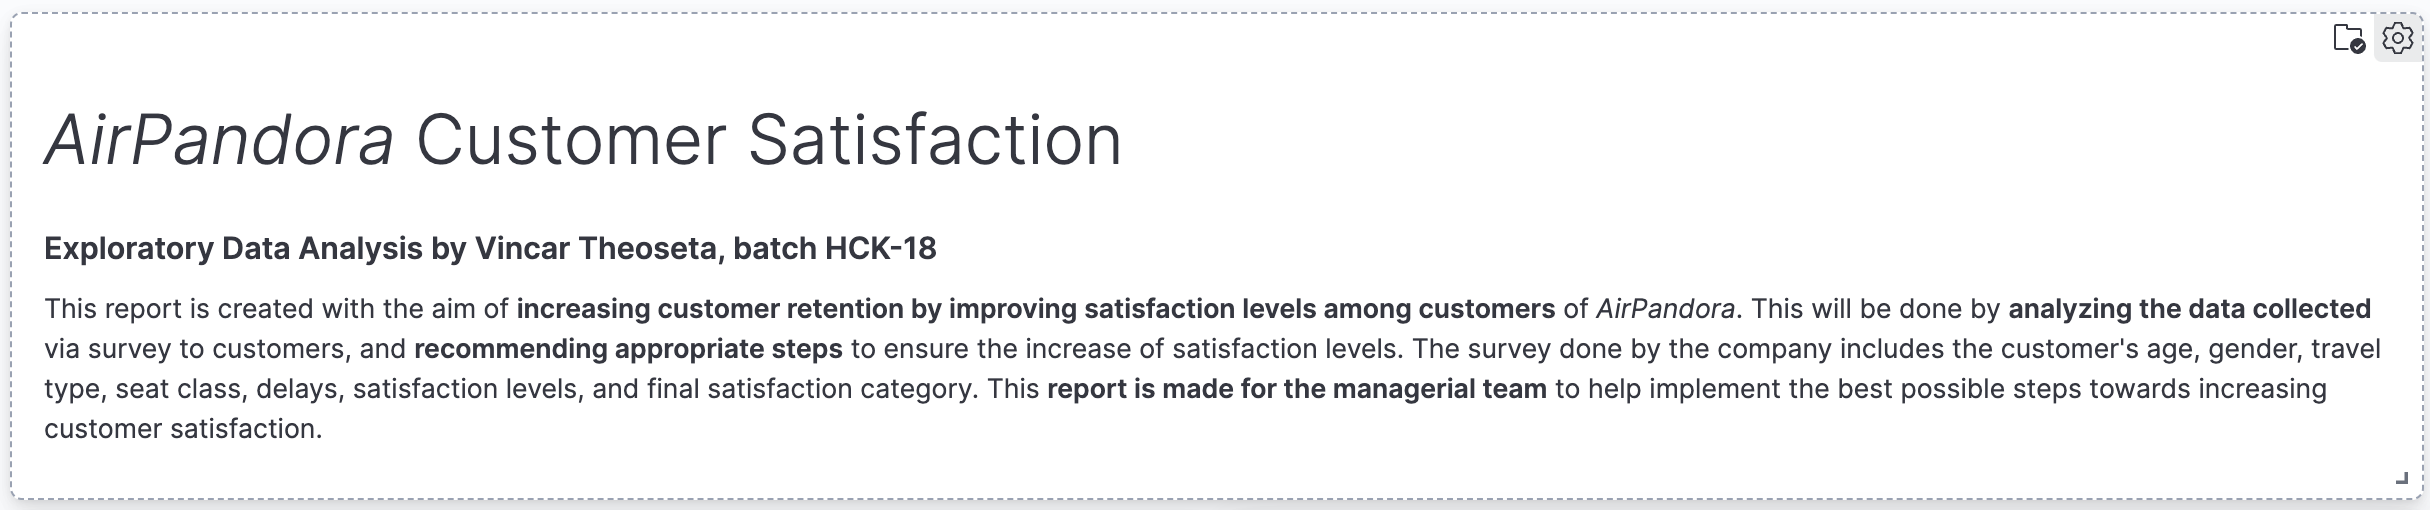 AirPandora Customer Satisfaction
Exploratory Data Analysis by Vincar Theoseta, batch HCK-18
This report is created with the aim of increasing customer retention by improving satisfaction levels among customers of AirPandora. This will be done by analyzing the data collected
via survey to customers, and recommending appropriate steps to ensure the increase of satisfaction levels. The survey done by the company includes the customer's age, gender, travel
type, seat class, delays, satisfaction levels, and final satisfaction category. This report is made for the managerial team to help implement the best possible steps towards increasing
customer satisfaction.